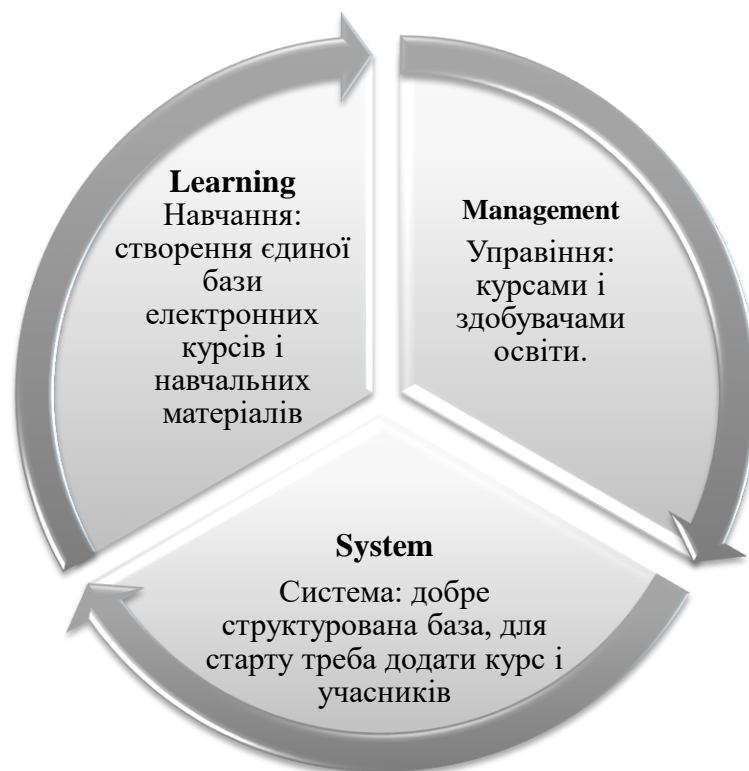 Learning
Навчання:
створення єдиної
бази
електронних
курсів і
навчальних
матеріалів
Management
Управіння:
курсами і
здобувачами
освіти.
System
Система: добре
структурована база, для
старту треба додати курс і
учасників